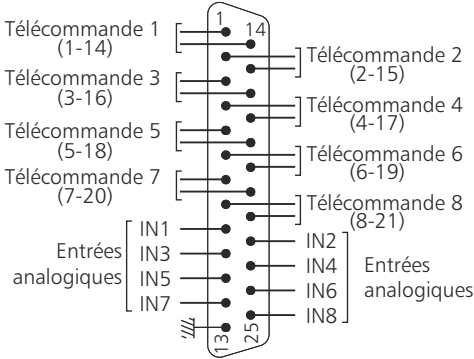 1
14
Télécommande 1
(1-14)
Télécommande 2
(2-15)
Télécommande 3
(3-16)
Télécommande 4
(4-17)
Télécommande 5
(5-18)
Télécommande 6
(6-19)
Télécommande 7
(7-20)
Télécommande 8
(8-21)
Entrées
analogiques
IN1
IN3
IN5
IN7
IN2
IN4
IN6
IN8
Entrées
analogiques
13
25